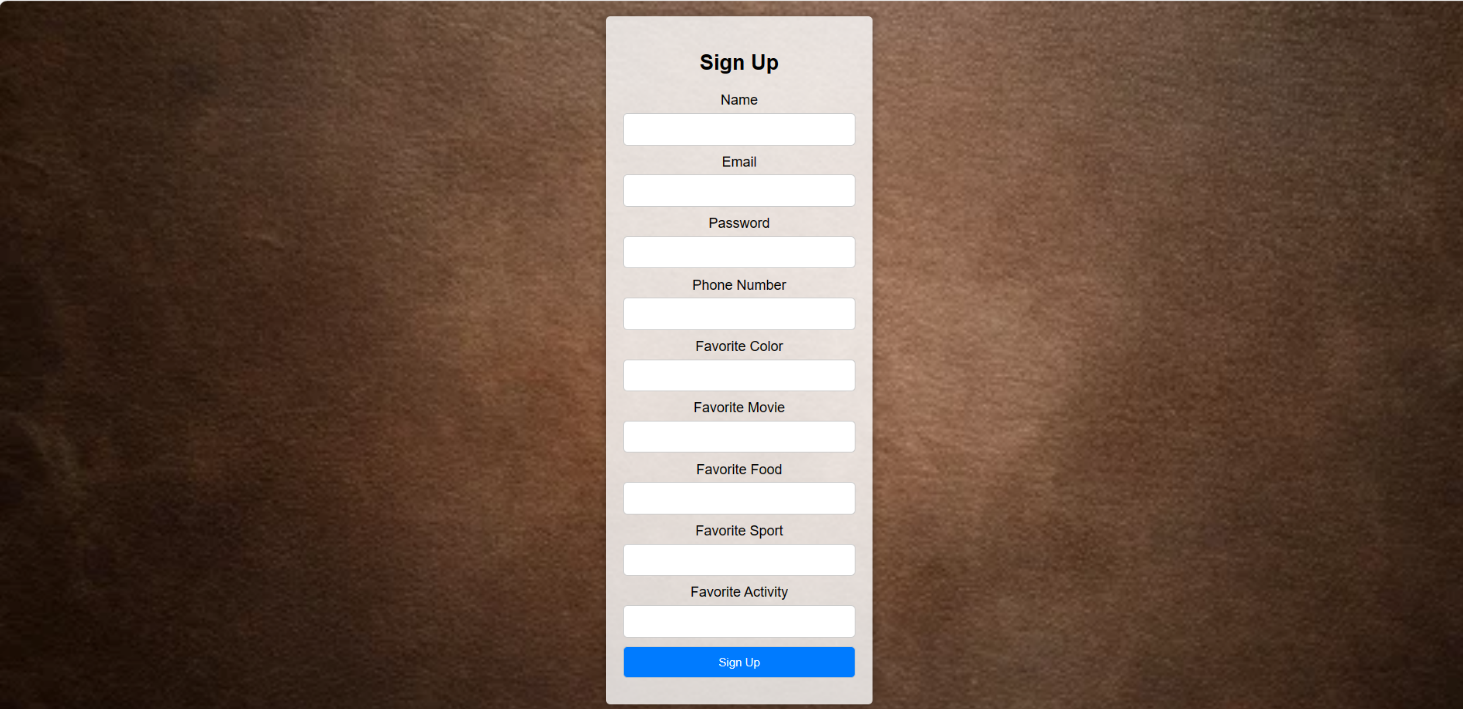 Sign Up
Name
Email
Password
Phone Number
Favorite Color
Favorite Movie
Favorite Food
Favorite Sport
Favorite Activity
Sign Up